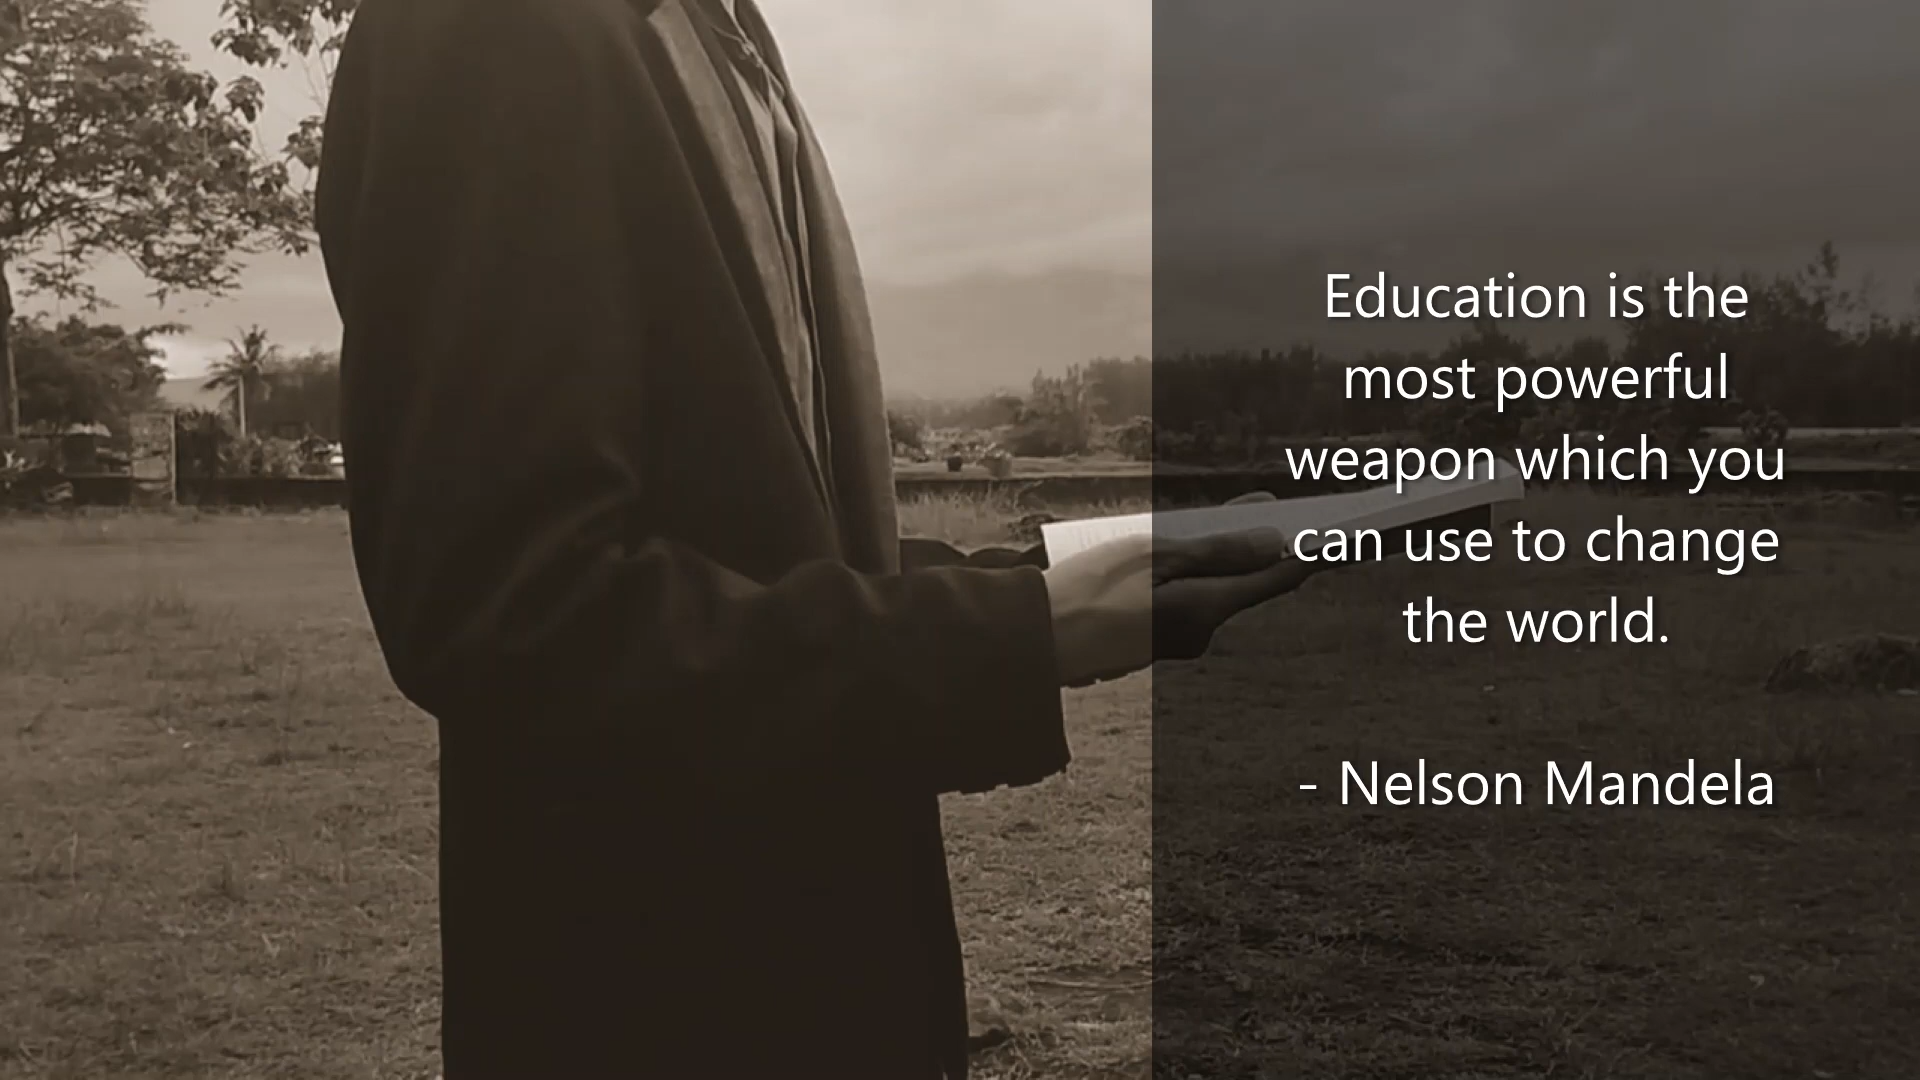 Education is the
most powerful
weapon which you
can use to change
the world.
- Nelson Mandela